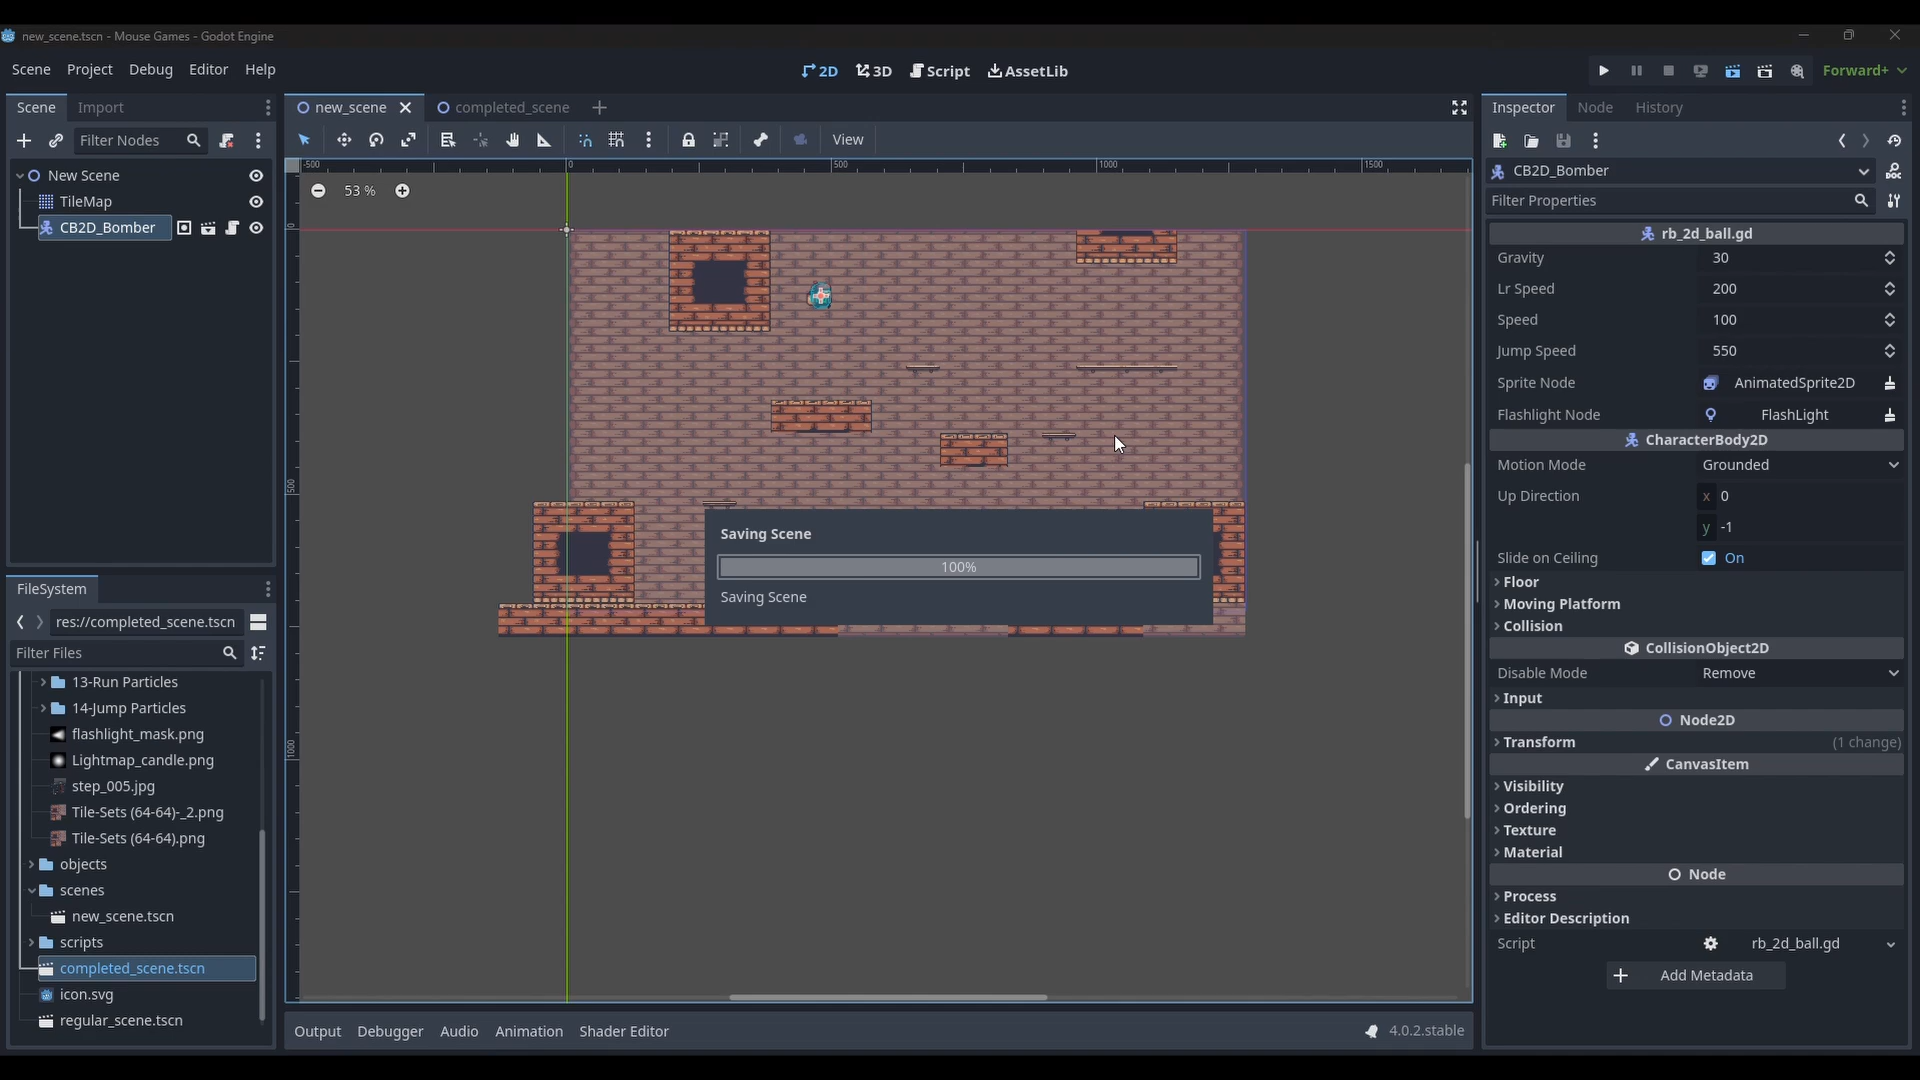 new_scene.tscn - Mouse Games - Godot Engine
Scene Project Debug Editor Help
2D 3D Script AssetLib
Forward+
Scene Import
Filter Nodes
New Scene
TileMap
CB2D_Bomber
new_scene completed_scene
View
-500 0 500 1000 1500
53 %
0
500
1000
Saving Scene
100%
Saving Scene
FileSystem
res://completed_scene.tscn
Filter Files
13-Run Particles
14-Jump Particles
flashlight_mask.png
Lightmap_candle.png
step_005.jpg
Tile-Sets (64-64)-_2.png
Tile-Sets (64-64).png
objects
scenes
new_scene.tscn
scripts
completed_scene.tscn
icon.svg
regular_scene.tscn
Output Debugger Audio Animation Shader Editor
4.0.2.stable
Inspector Node History
CB2D_Bomber
Filter Properties
rb_2d_ball.gd
Gravity 30
Lr Speed 200
Speed 100
Jump Speed 550
Sprite Node AnimatedSprite2D
Flashlight Node FlashLight
CharacterBody2D
Motion Mode Grounded
Up Direction x 0
y -1
Slide on Ceiling On
Floor
Moving Platform
Collision
CollisionObject2D
Disable Mode Remove
Input
Node2D
Transform (1 change)
CanvasItem
Visibility
Ordering
Texture
Material
Node
Process
Editor Description
Script rb_2d_ball.gd
Add Metadata